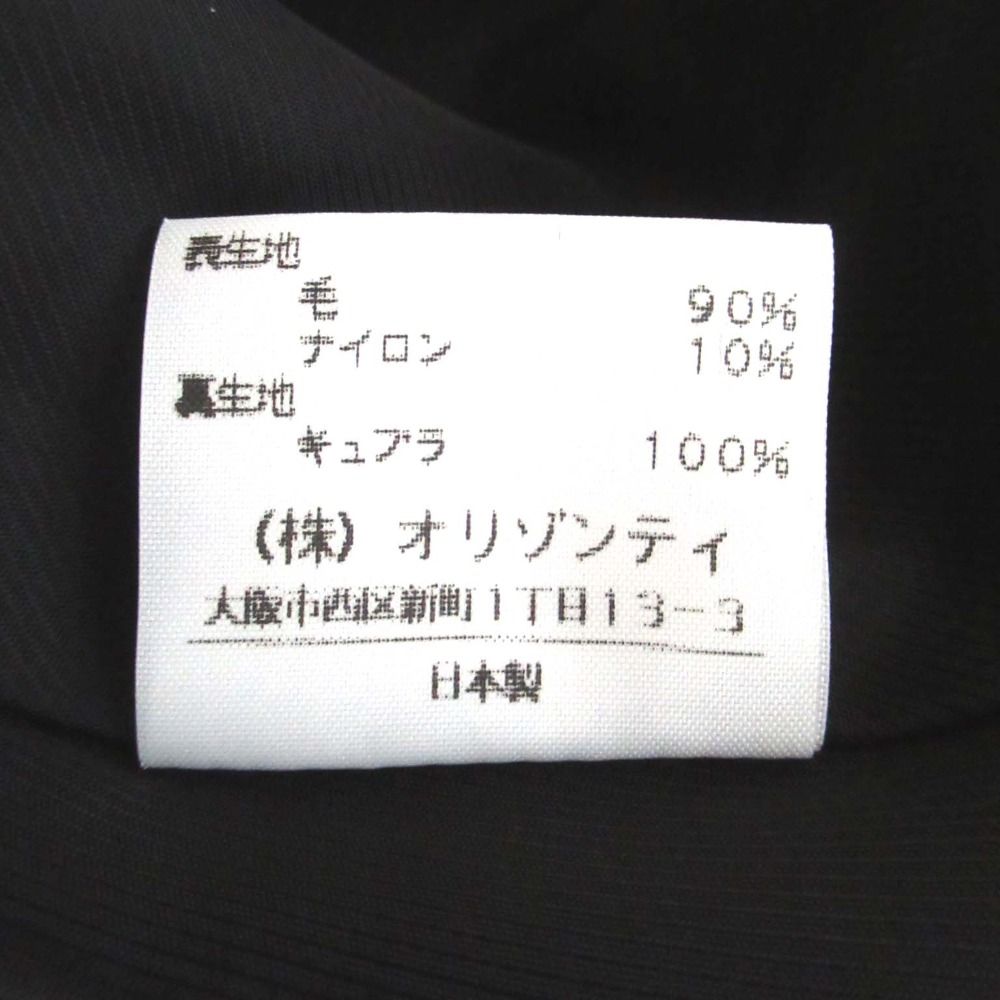 表生地
毛 90%
ナイロン 10%
裏生地
キュプラ 100%
(株) オリゾンティ
大阪市西区新町1丁目13-3
日本製